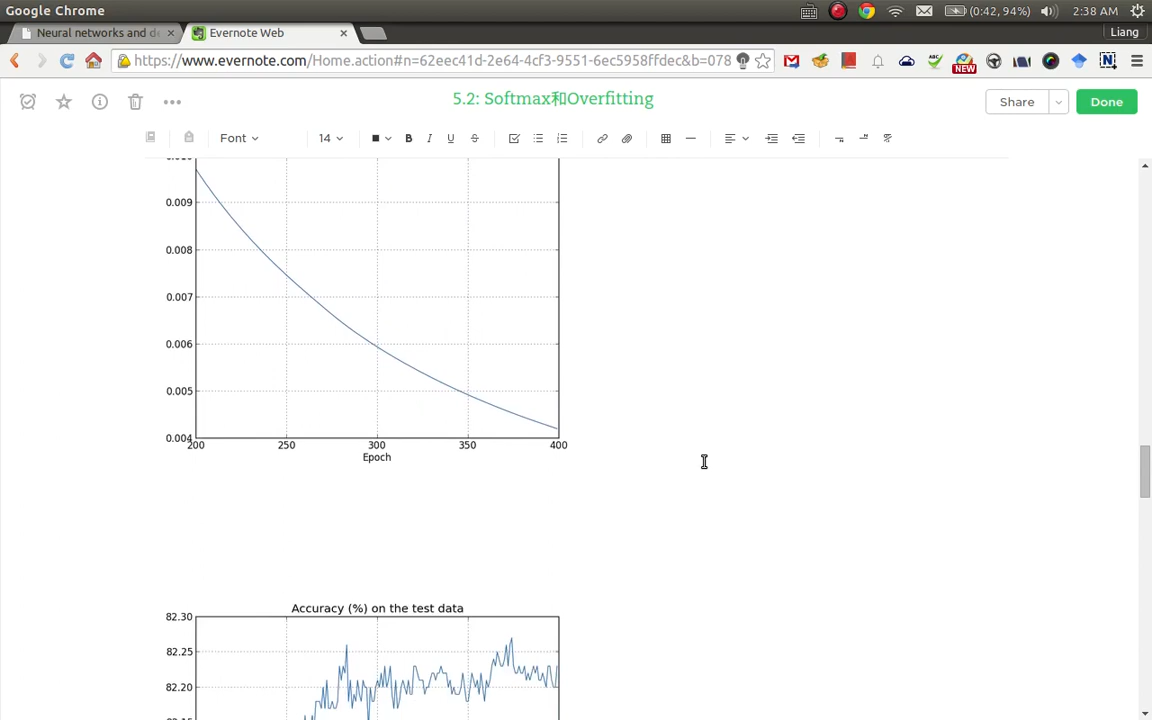 Google Chrome
(0:42, 94%)
2:38 AM
Neural networks and de
Evernote Web
Liang
https://www.evernote.com/Home.action#n=62eec41d-2e64-4cf3-9551-6ec5958ffdec&b=078
NEW
5.2: Softmax和Overfitting
Share
Done
Font
14
B
I
U
0.009
0.008
0.007
0.006
0.005
0.004
200
250
300
350
400
Epoch
Accuracy (%) on the test data
82.30
82.25
82.20